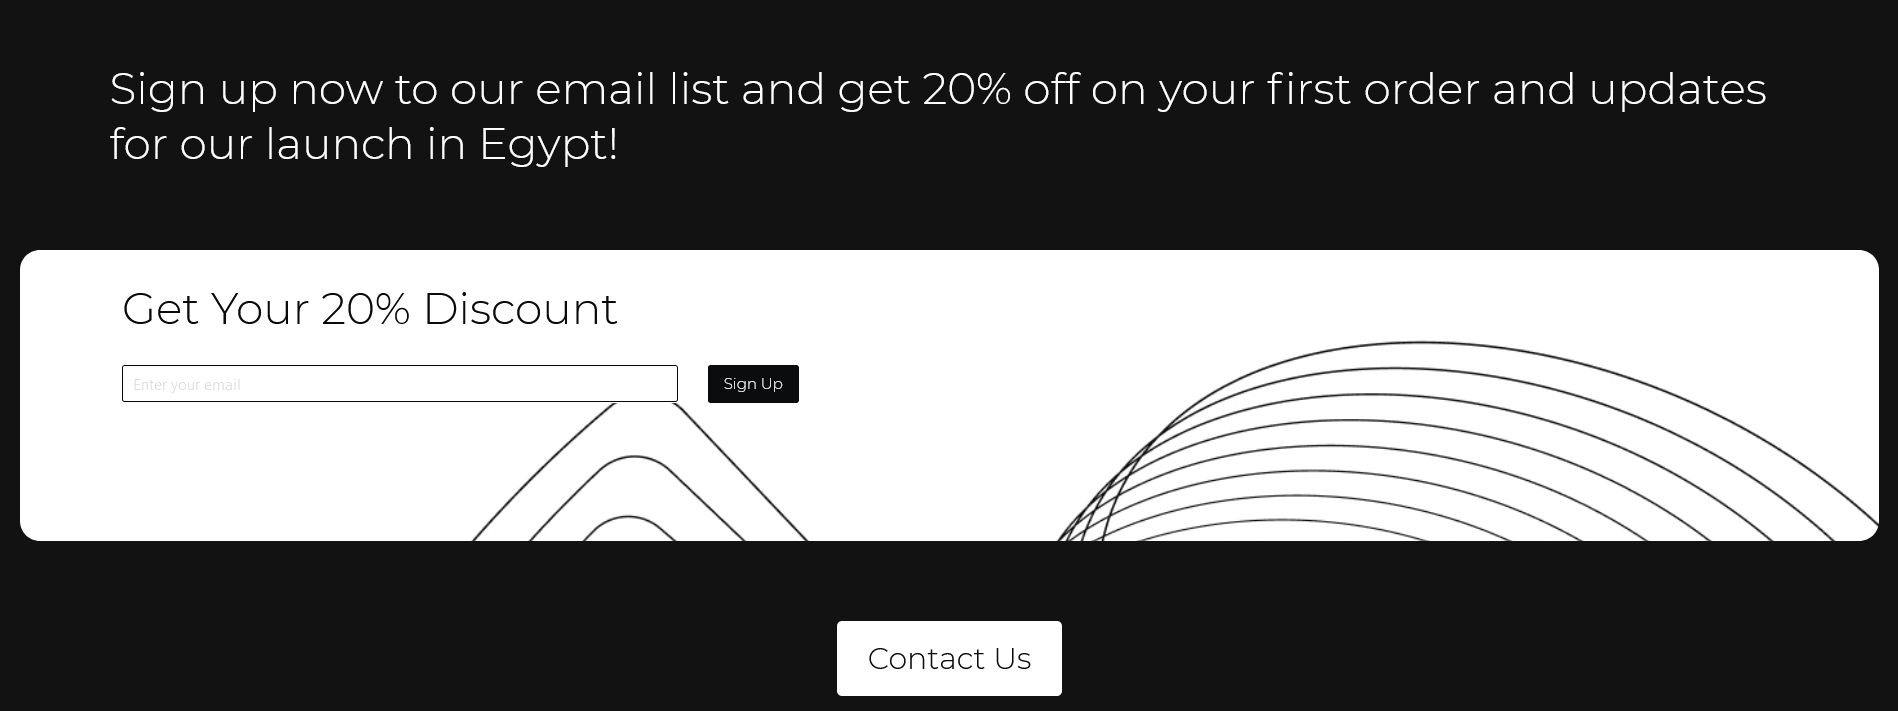 Sign up now to our email list and get 20% off on your first order and updates
for our launch in Egypt!
Get Your 20% Discount
Enter your email
Sign Up
Contact Us